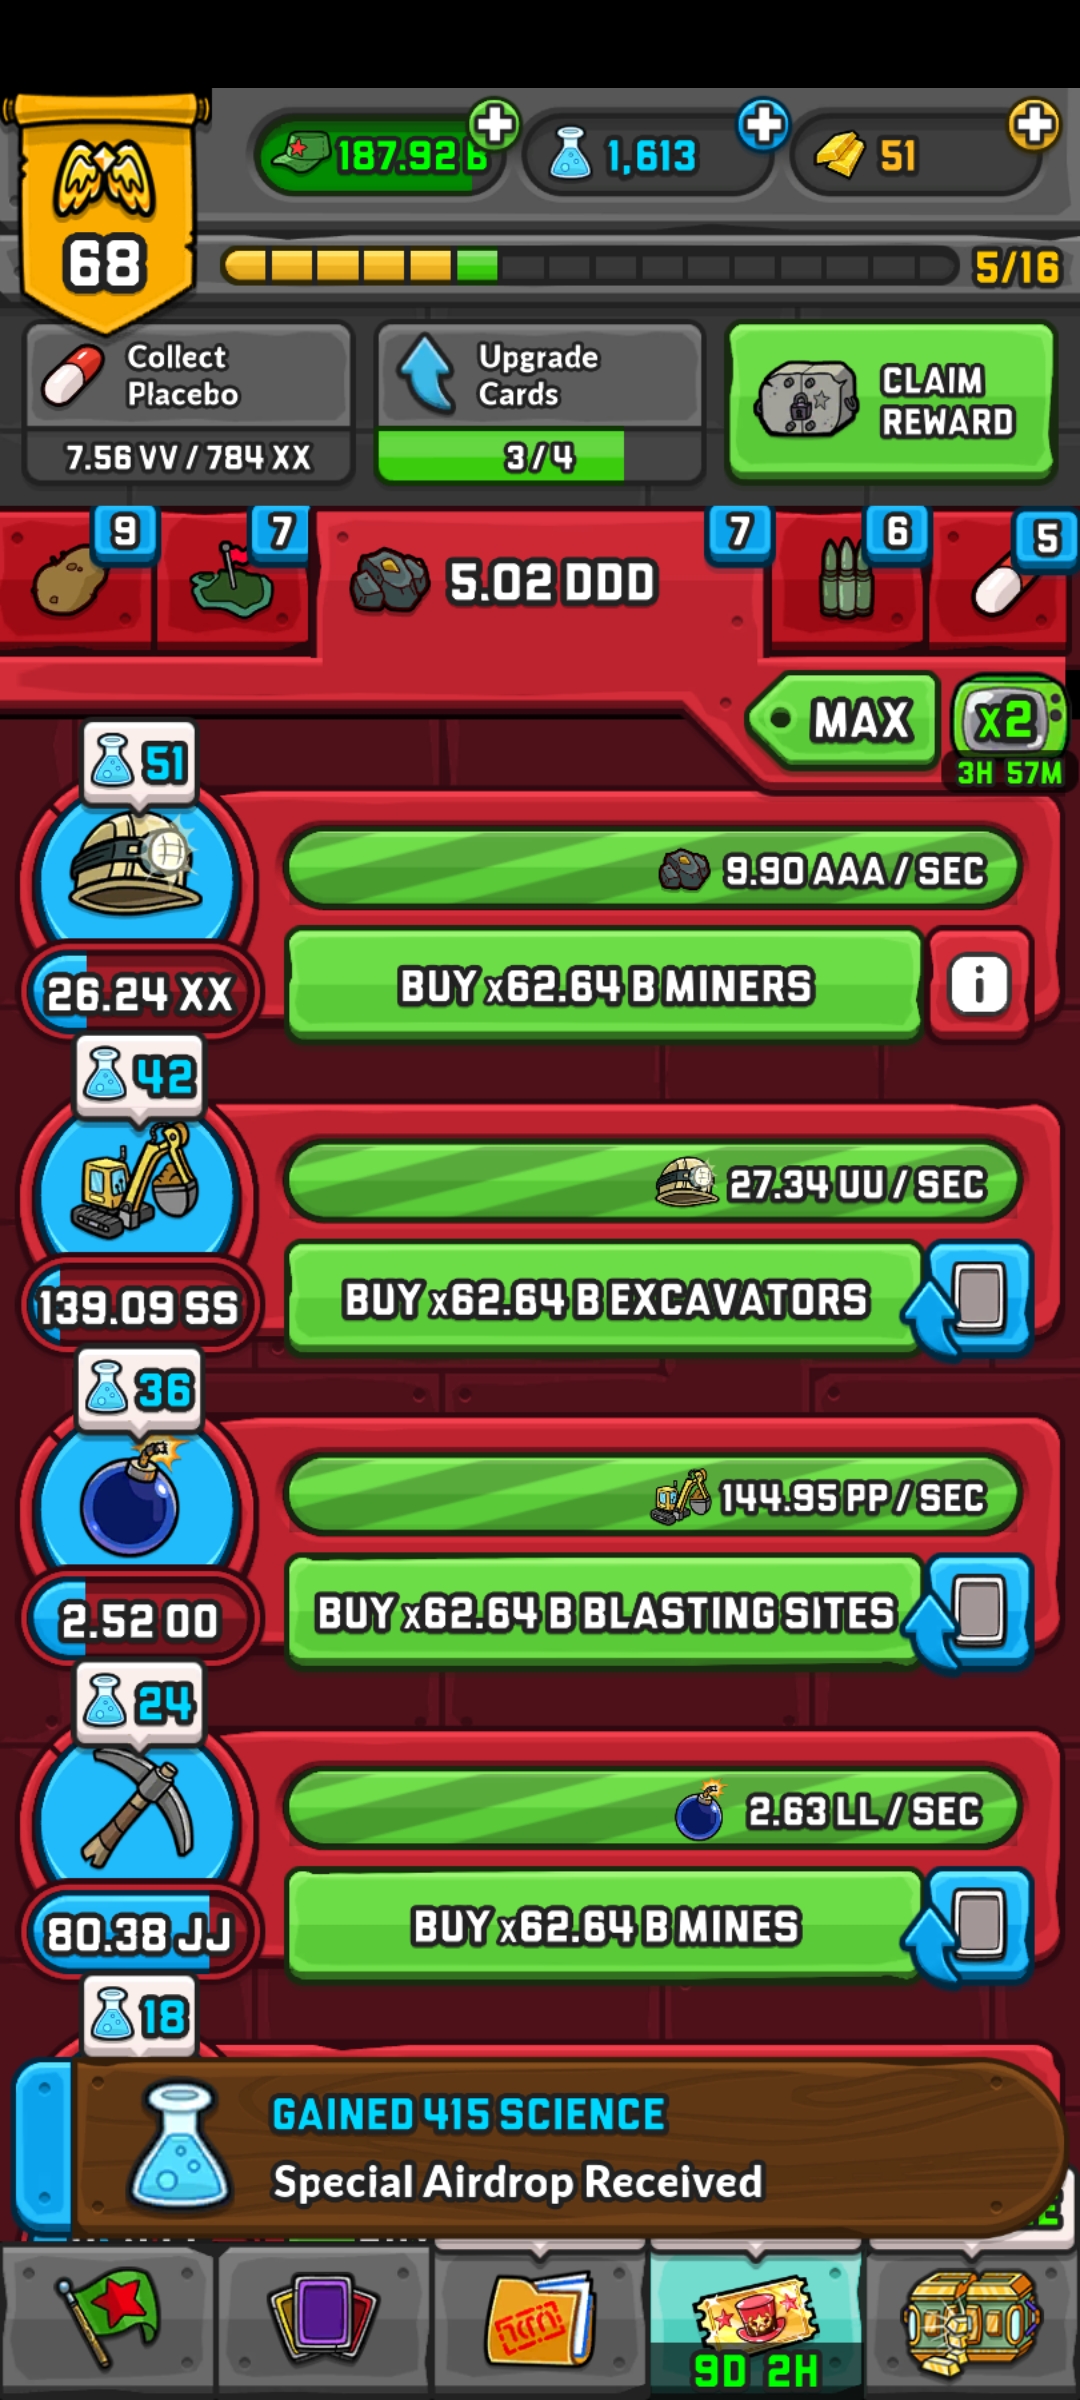 187.92 B
1,613
51
68
5/16
Collect
Placebo
7.56 VV / 784 XX
Upgrade
Cards
3/4
CLAIM
REWARD
9
7
5.02 DDD
7
6
5
MAX
x2
3H 57M
51
9.90 AAA / SEC
26.24 XX
BUY x62.64 B MINERS
i
42
27.34 UU / SEC
139.09 SS
BUY x62.64 B EXCAVATORS
36
144.95 PP / SEC
2.52 OO
BUY x62.64 B BLASTING SITES
24
2.63 LL / SEC
80.38 JJ
BUY x62.64 B MINES
18
GAINED 415 SCIENCE
Special Airdrop Received
9D 2H